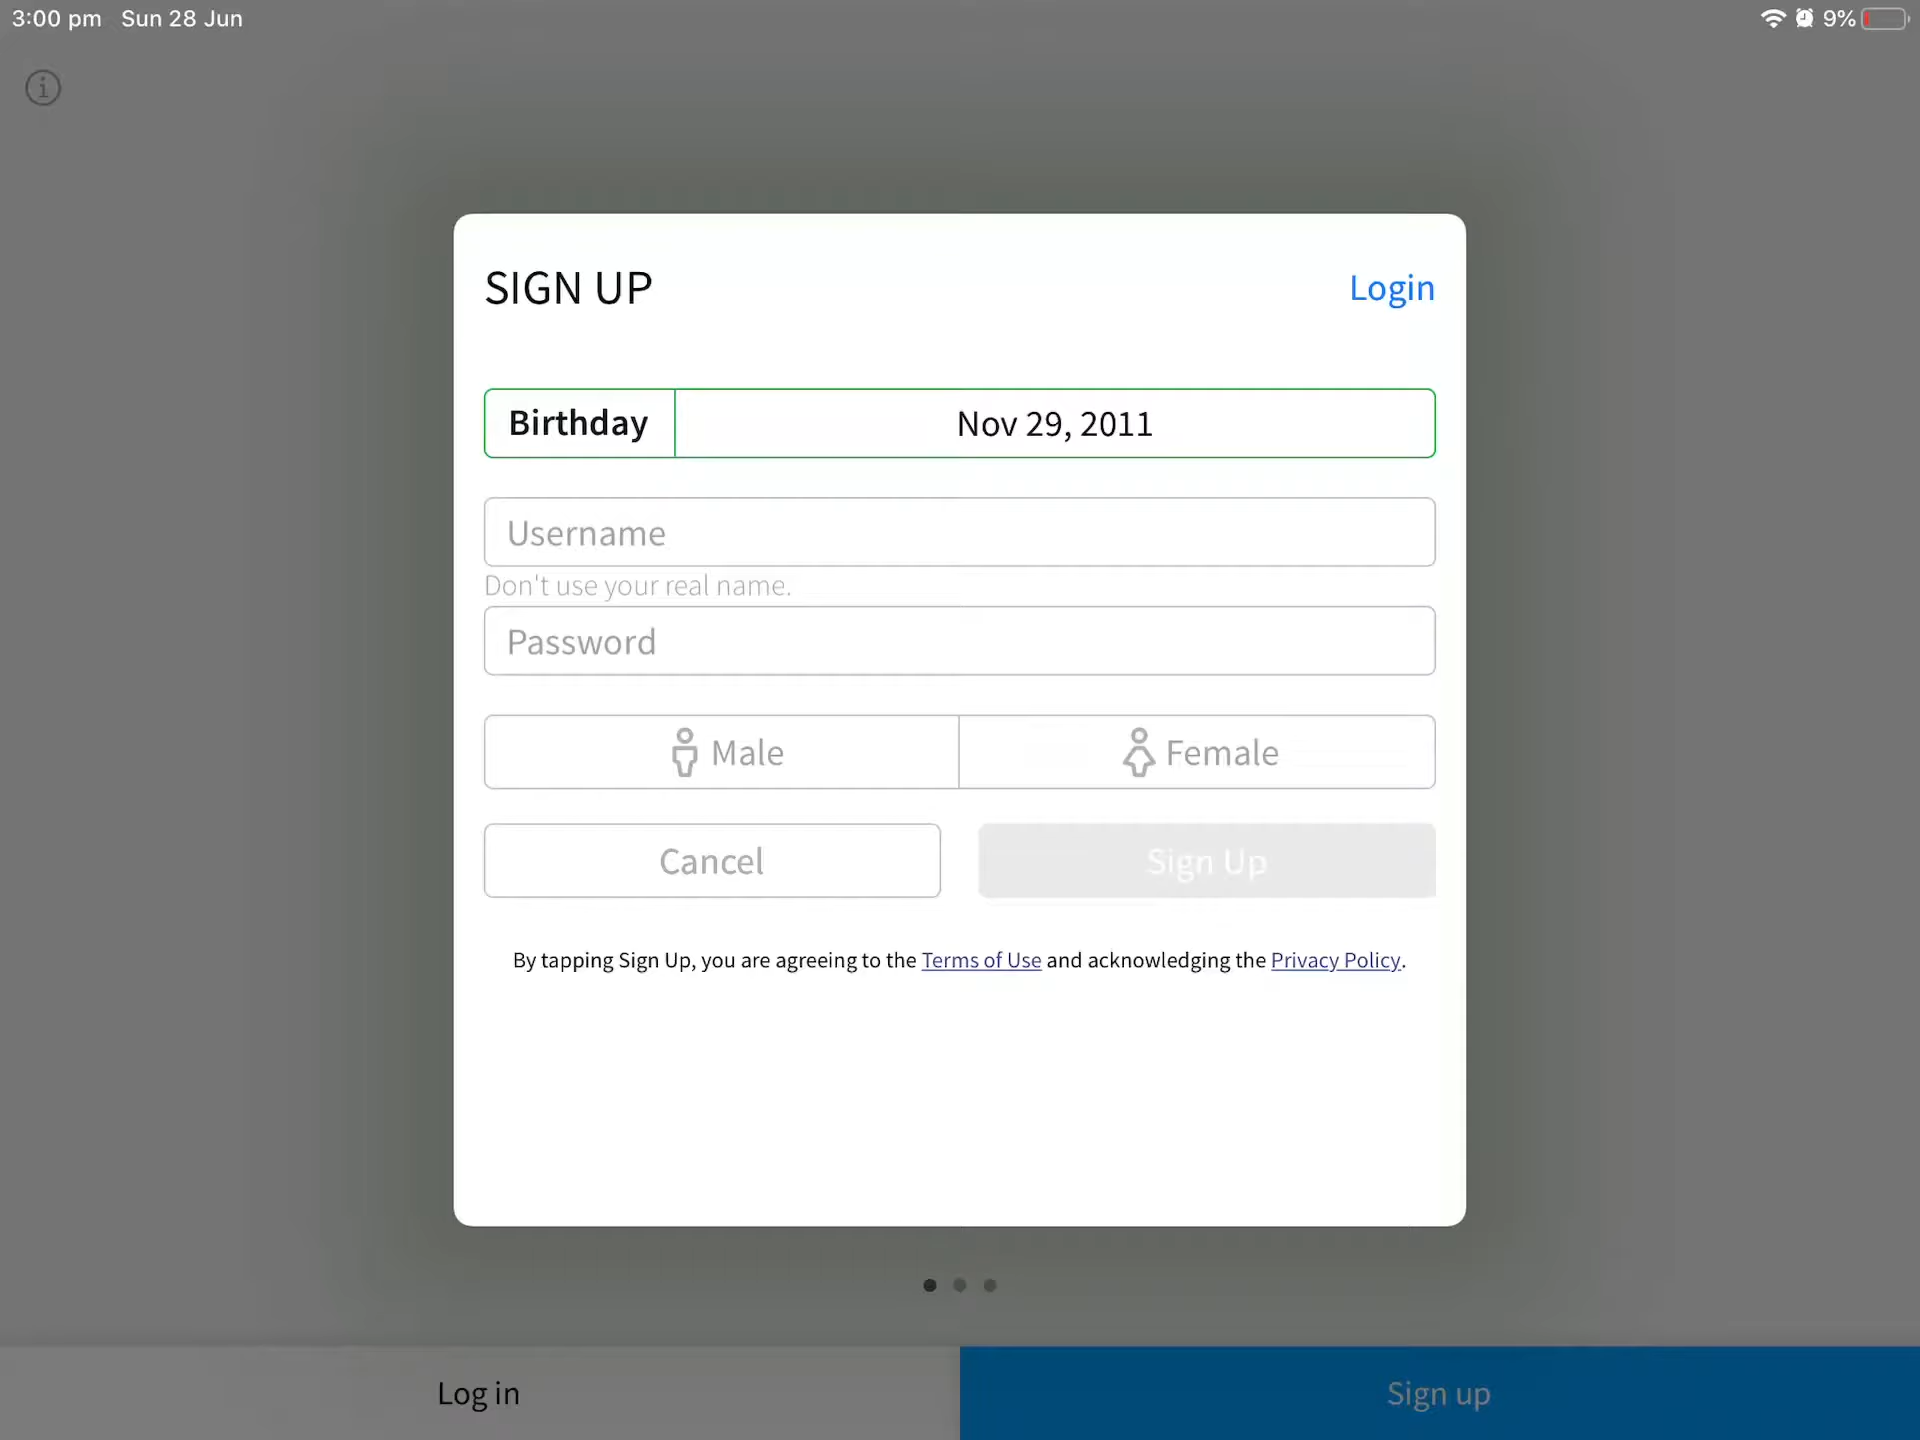 3:00 pm Sun 28 Jun
9%
SIGN UP
Login
Birthday
Nov 29, 2011
Username
Don't use your real name.
Password
Male
Female
Cancel
Sign Up
By tapping Sign Up, you are agreeing to the Terms of Use and acknowledging the Privacy Policy.
Log in
Sign up